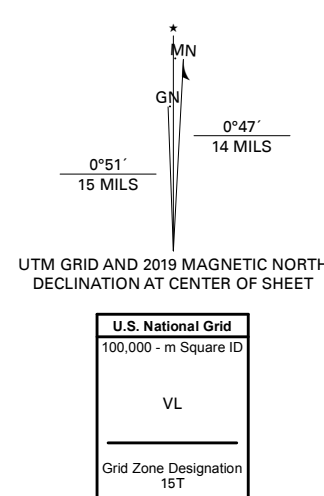 ★
MN
GN
0°47´
14 MILS
0°51´
15 MILS
UTM GRID AND 2019 MAGNETIC NORTH
DECLINATION AT CENTER OF SHEET
U.S. National Grid
100,000 - m Square ID
VL
Grid Zone Designation
15T